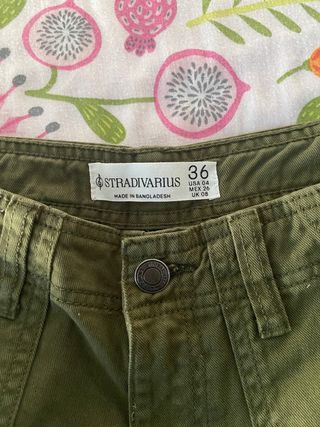 STRADIVARIUS
MADE IN BANGLADESH
36
USA 04
MEX 26
UK 08